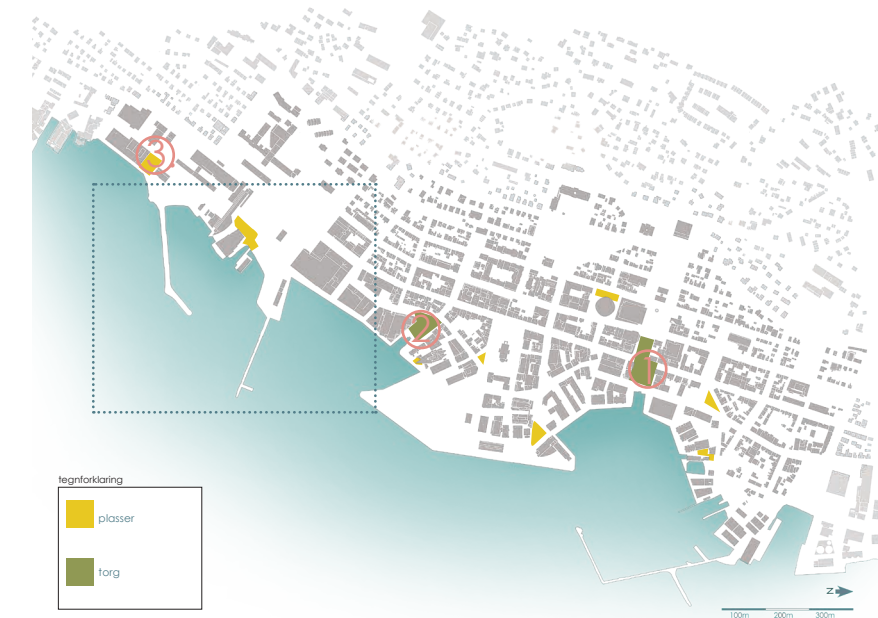 3.
2
1
tegnforklaring
plasser
torg
N
100m 200m 300m